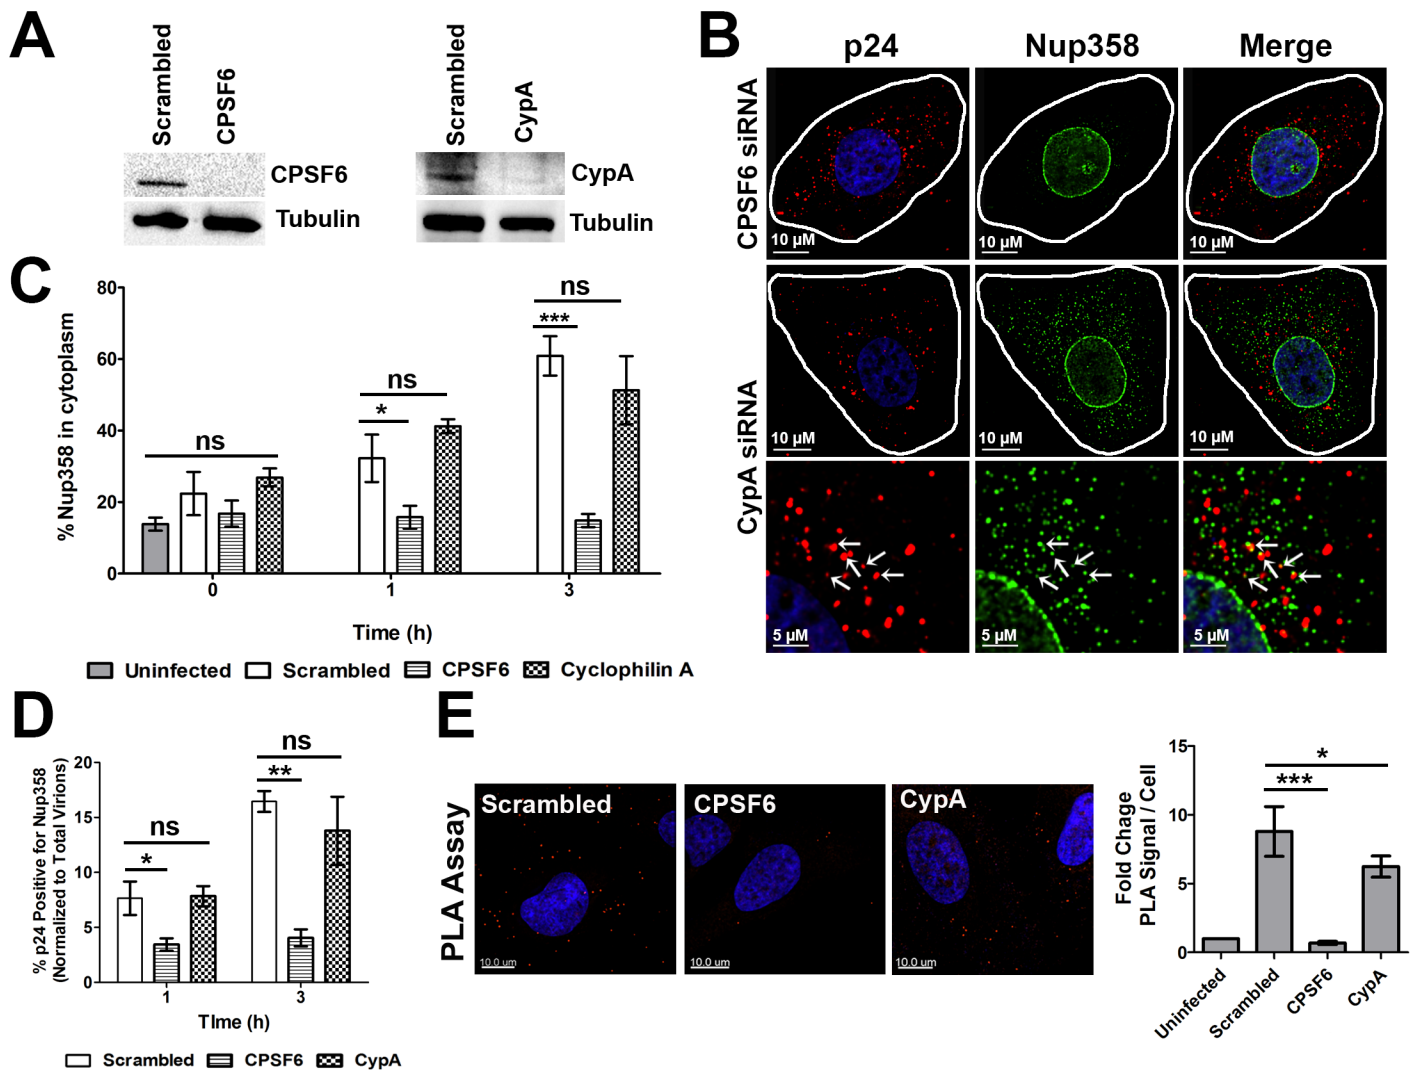 A
Scrambled
CPSF6
CPSF6
Tubulin
Scrambled
CypA
CypA
Tubulin
B
p24
Nup358
Merge
CPSF6 siRNA
10 µM
10 µM
10 µM
CypA siRNA
10 µM
10 µM
10 µM
5 µM
5 µM
5 µM
C
% Nup358 in cytoplasm
80
60
40
20
0
ns
*
ns
***
ns
0
1
3
Time (h)
Uninfected
Scrambled
CPSF6
Cyclophilin A
D
% p24 Positive for Nup358
(Normalized to Total Virions)
20
15
10
5
0
*
ns
**
ns
1
3
TIme (h)
Scrambled
CPSF6
CypA
E
PLA Assay
Scrambled
CPSF6
CypA
10.0 um
10.0 um
10.0 um
Fold Chage
PLA Signal / Cell
15
10
5
0
*
***
Uninfected
Scrambled
CPSF6
CypA